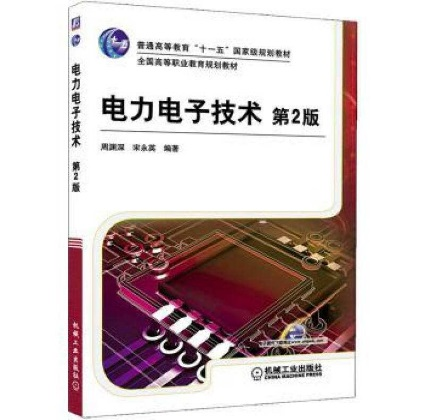 普通高等教育“十一五”国家级规划教材
全国高等职业教育规划教材
电力电子技术 第2版
周渊深 宋永英 编著
机械工业出版社
CHINA MACHINE PRESS
电力电子技术 第2版
机械工业出版社